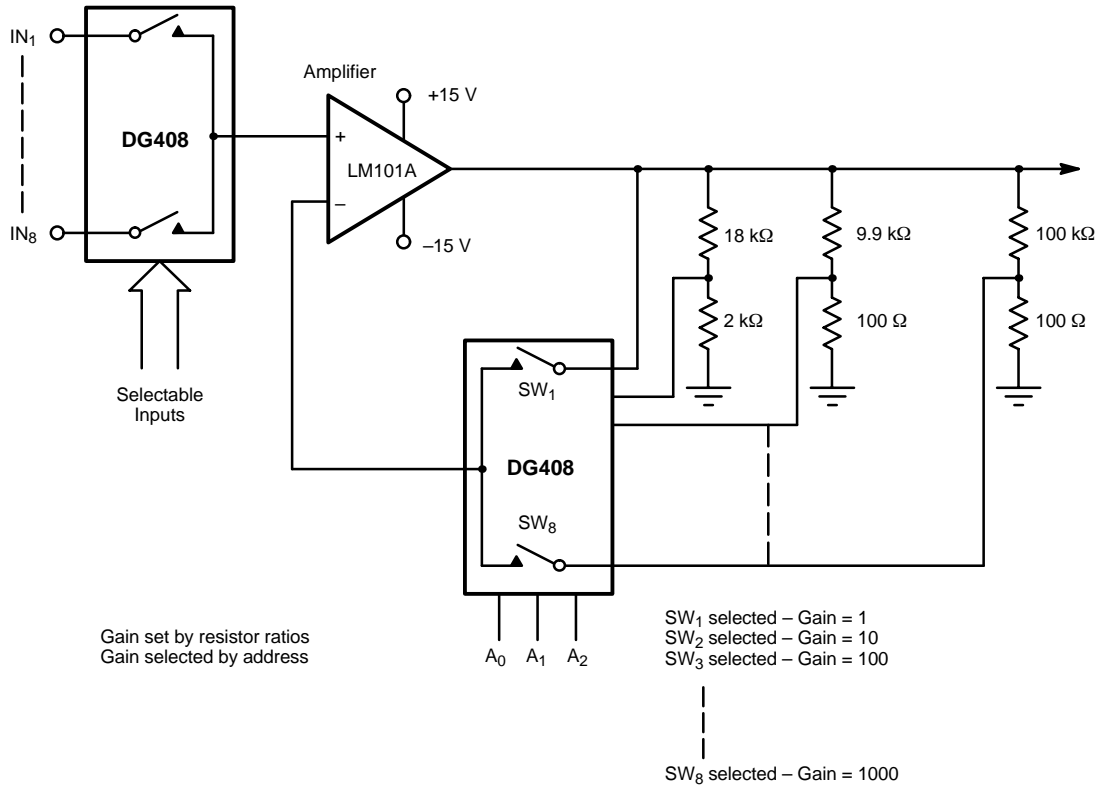 IN1
DG408
IN8
Selectable
Inputs
Amplifier
+15 V
+
LM101A
–
–15 V
18 kΩ
9.9 kΩ
100 kΩ
2 kΩ
100 Ω
100 Ω
SW1
DG408
SW8
A0
A1
A2
Gain set by resistor ratios
Gain selected by address
SW1 selected – Gain = 1
SW2 selected – Gain = 10
SW3 selected – Gain = 100
SW8 selected – Gain = 1000